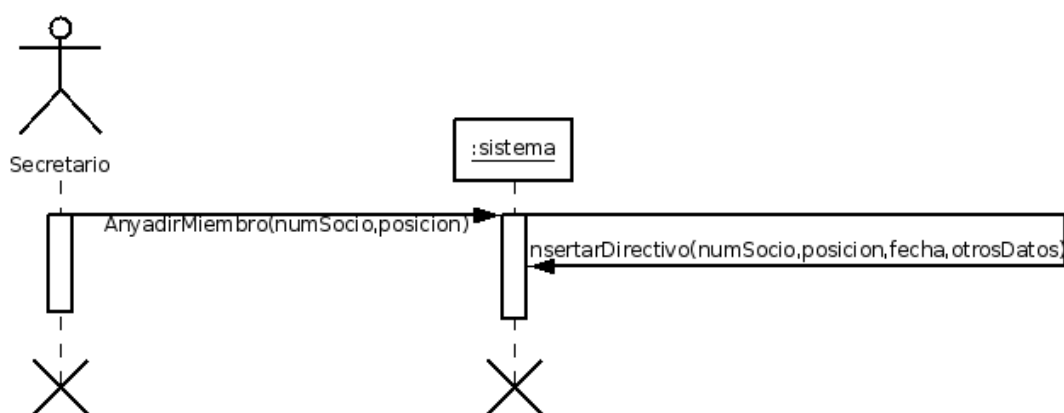 Secretario
:sistema
AnyadirMiembro(numSocio,posicion)
nsertarDirectivo(numSocio,posicion,fecha,otrosDatos)